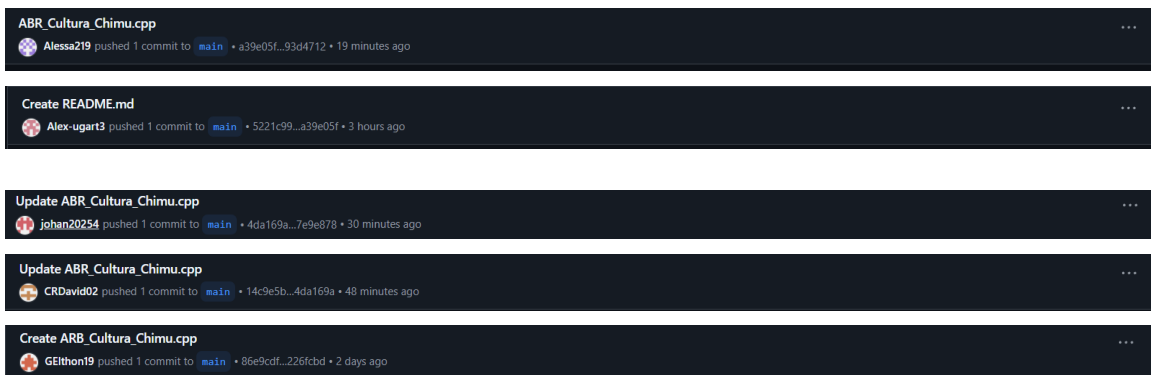 ABR_Cultura_Chimu.cpp
Alessa219 pushed 1 commit to main • a39e05f...93d4712 • 19 minutes ago
Create README.md
Alex-ugart3 pushed 1 commit to main • 5221c99...a39e05f • 3 hours ago
Update ABR_Cultura_Chimu.cpp
johan20254 pushed 1 commit to main • 4da169a...7e9e878 • 30 minutes ago
Update ABR_Cultura_Chimu.cpp
CRDavid02 pushed 1 commit to main • 14c9e5b...4da169a • 48 minutes ago
Create ARB_Cultura_Chimu.cpp
GElthon19 pushed 1 commit to main • 86e9cdf...226fcbd • 2 days ago